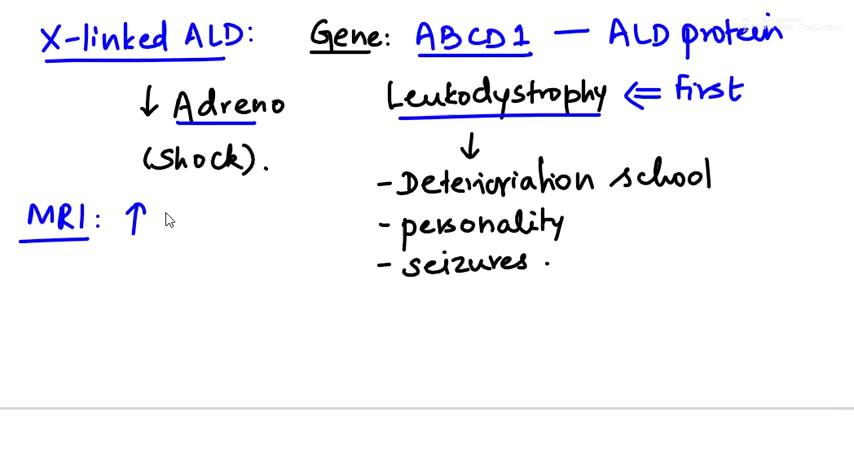 X-linked ALD: Gene: ABCD1 — ALD protein
↓ Adreno Leukodystrophy ⇐ First
(Shock). ↓
- Deterioriation school
MRI: ↑ - personality
- seizures.